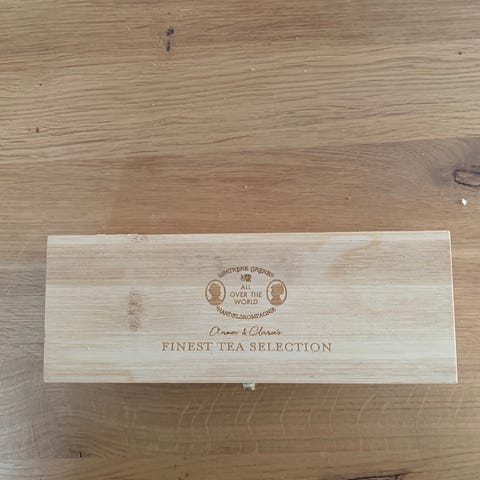 SØSTRENE GRENES
ALL
OVER THE
WORLD
HANDELSKOMPAGNIE
Anna & Clara's
FINEST TEA SELECTION